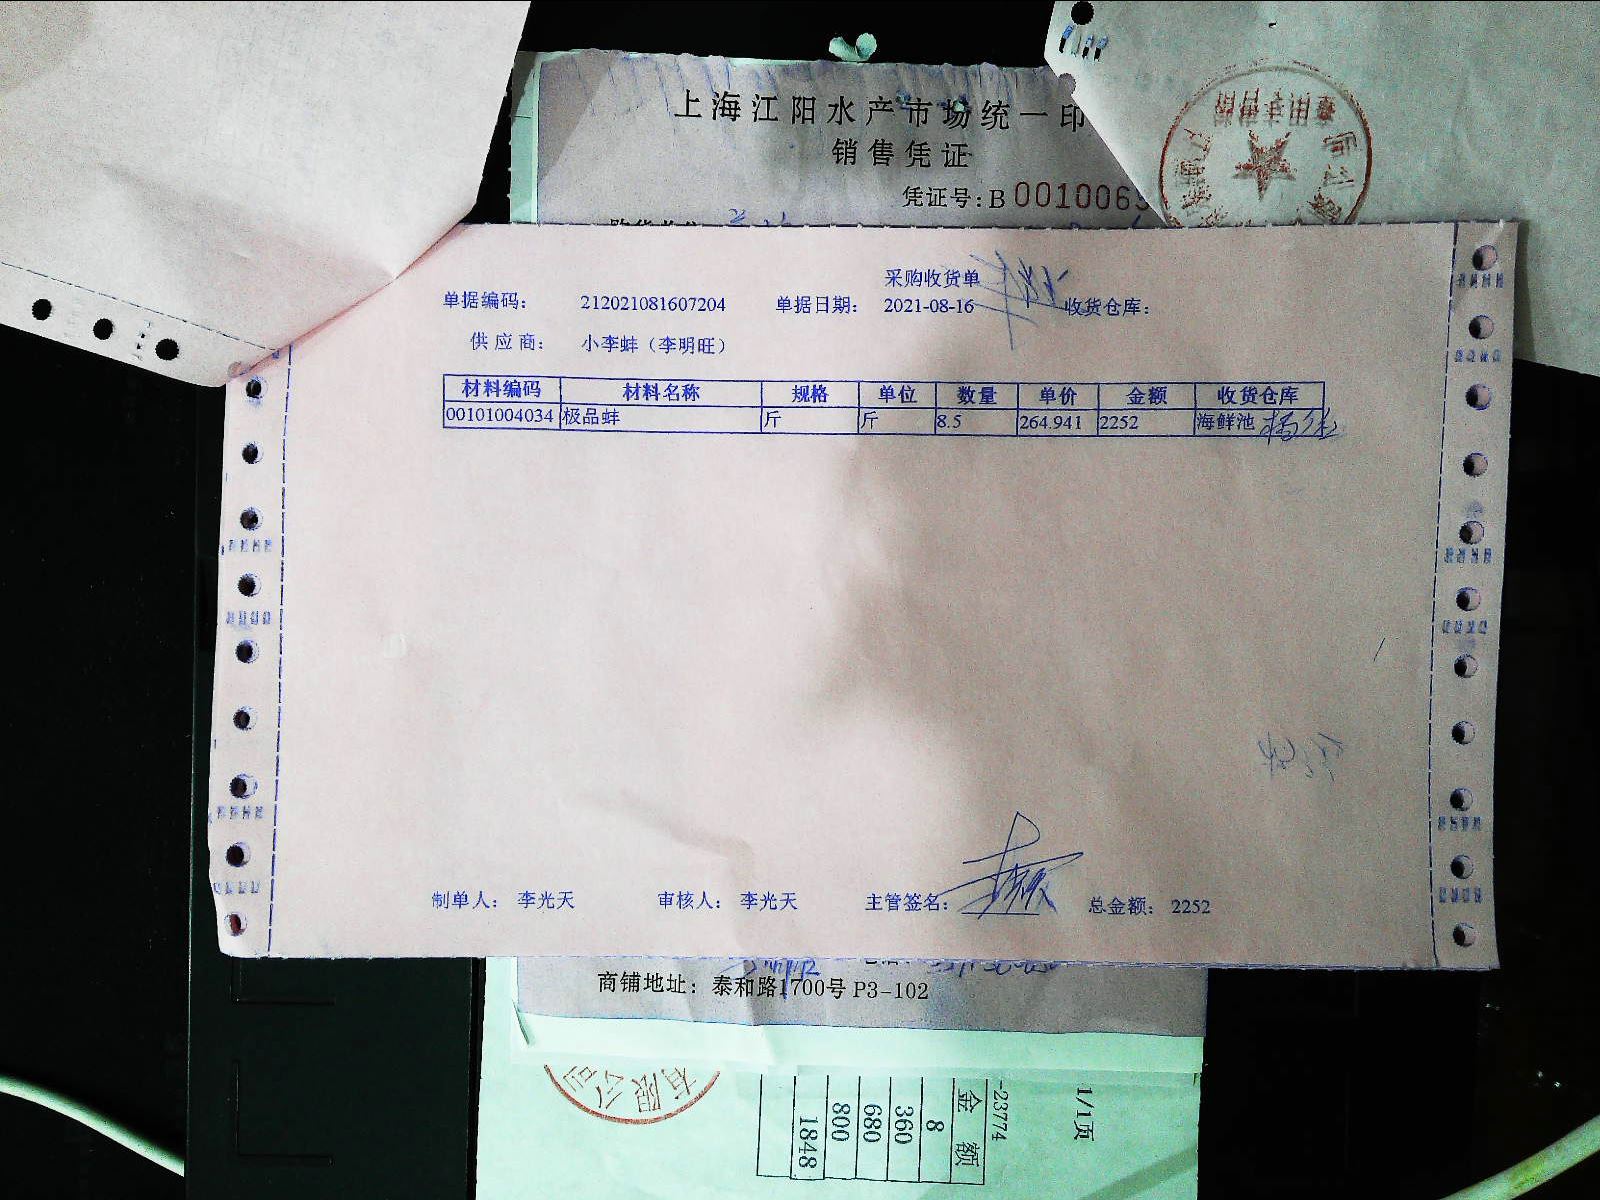 上海江阳水产市场统一印
销售凭证
凭证号：B 0010065
采购收货单
单据编码： 212021081607204 单据日期： 2021-08-16 收货仓库：
供应商： 小李蚌（李明旺）
材料编码 材料名称 规格 单位 数量 单价 金额 收货仓库
00101004034 极品蚌 斤 斤 8.5 264.941 2252 海鲜池
制单人： 李光天 审核人： 李光天 主管签名： 总金额： 2252
商铺地址：泰和路1700号 P3-102
有限公司
1/1页
-23774
金额
8
360
680
800
1848